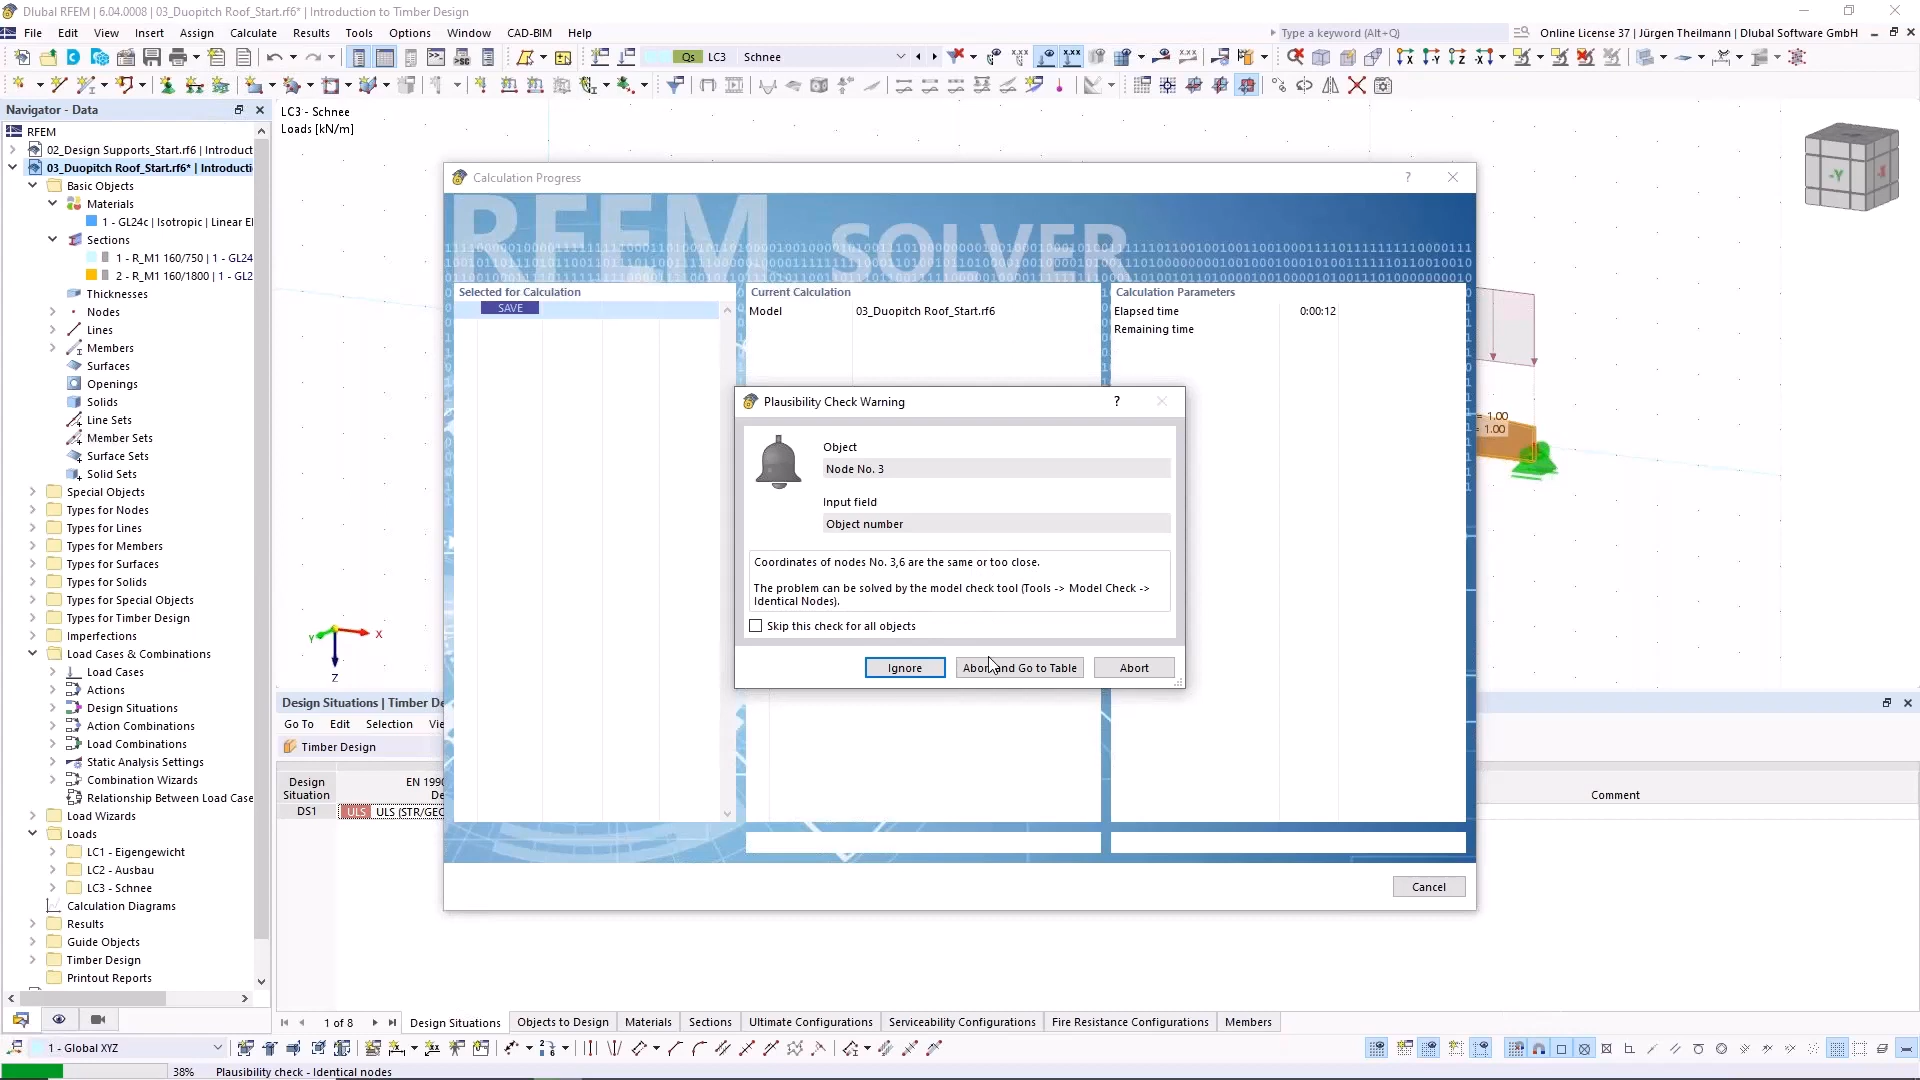 Dlubal RFEM | 6.04.0008 | 03_Duopitch Roof_Start.rf6* | Introduction to Timber Design
File Edit View Insert Assign Calculate Results Tools Options Window CAD-BIM Help
Type a keyword (Alt+Q)
Online License 37 | Jürgen Theilmann | Dlubal Software GmbH
Qs LC3 Schnee
Navigator - Data
RFEM
02_Design Supports_Start.rf6 | Introduct
03_Duopitch Roof_Start.rf6* | Introducti
Basic Objects
Materials
1 - GL24c | Isotropic | Linear El
Sections
1 - R_M1 160/750 | 1 - GL24
2 - R_M1 160/1800 | 1 - GL2
Thicknesses
Nodes
Lines
Members
Surfaces
Openings
Solids
Line Sets
Member Sets
Surface Sets
Solid Sets
Special Objects
Types for Nodes
Types for Lines
Types for Members
Types for Surfaces
Types for Solids
Types for Special Objects
Types for Timber Design
Imperfections
Load Cases & Combinations
Load Cases
Actions
Design Situations
Action Combinations
Load Combinations
Static Analysis Settings
Combination Wizards
Relationship Between Load Case
Load Wizards
Loads
LC1 - Eigengewicht
LC2 - Ausbau
LC3 - Schnee
Calculation Diagrams
Results
Guide Objects
Timber Design
Printout Reports
LC3 - Schnee
Loads [kN/m]
-Y
-X
= 1.00
= 1.00
Y X
Z
Calculation Progress
RFEM SOLVER
Selected for Calculation
SAVE
Current Calculation
Model 03_Duopitch Roof_Start.rf6
Calculation Parameters
Elapsed time 0:00:12
Remaining time
Plausibility Check Warning
Object
Node No. 3
Input field
Object number
Coordinates of nodes No. 3,6 are the same or too close.
The problem can be solved by the model check tool (Tools -> Model Check ->
Identical Nodes).
Skip this check for all objects
Ignore Abort and Go to Table Abort
Cancel
Design Situations | Timber De
Go To Edit Selection Vie
Timber Design
Design
Situation
EN 1990
De
Comment
DS1 ULS ULS (STR/GEO
1 of 8 Design Situations Objects to Design Materials Sections Ultimate Configurations Serviceability Configurations Fire Resistance Configurations Members
1 - Global XYZ
38% Plausibility check - Identical nodes